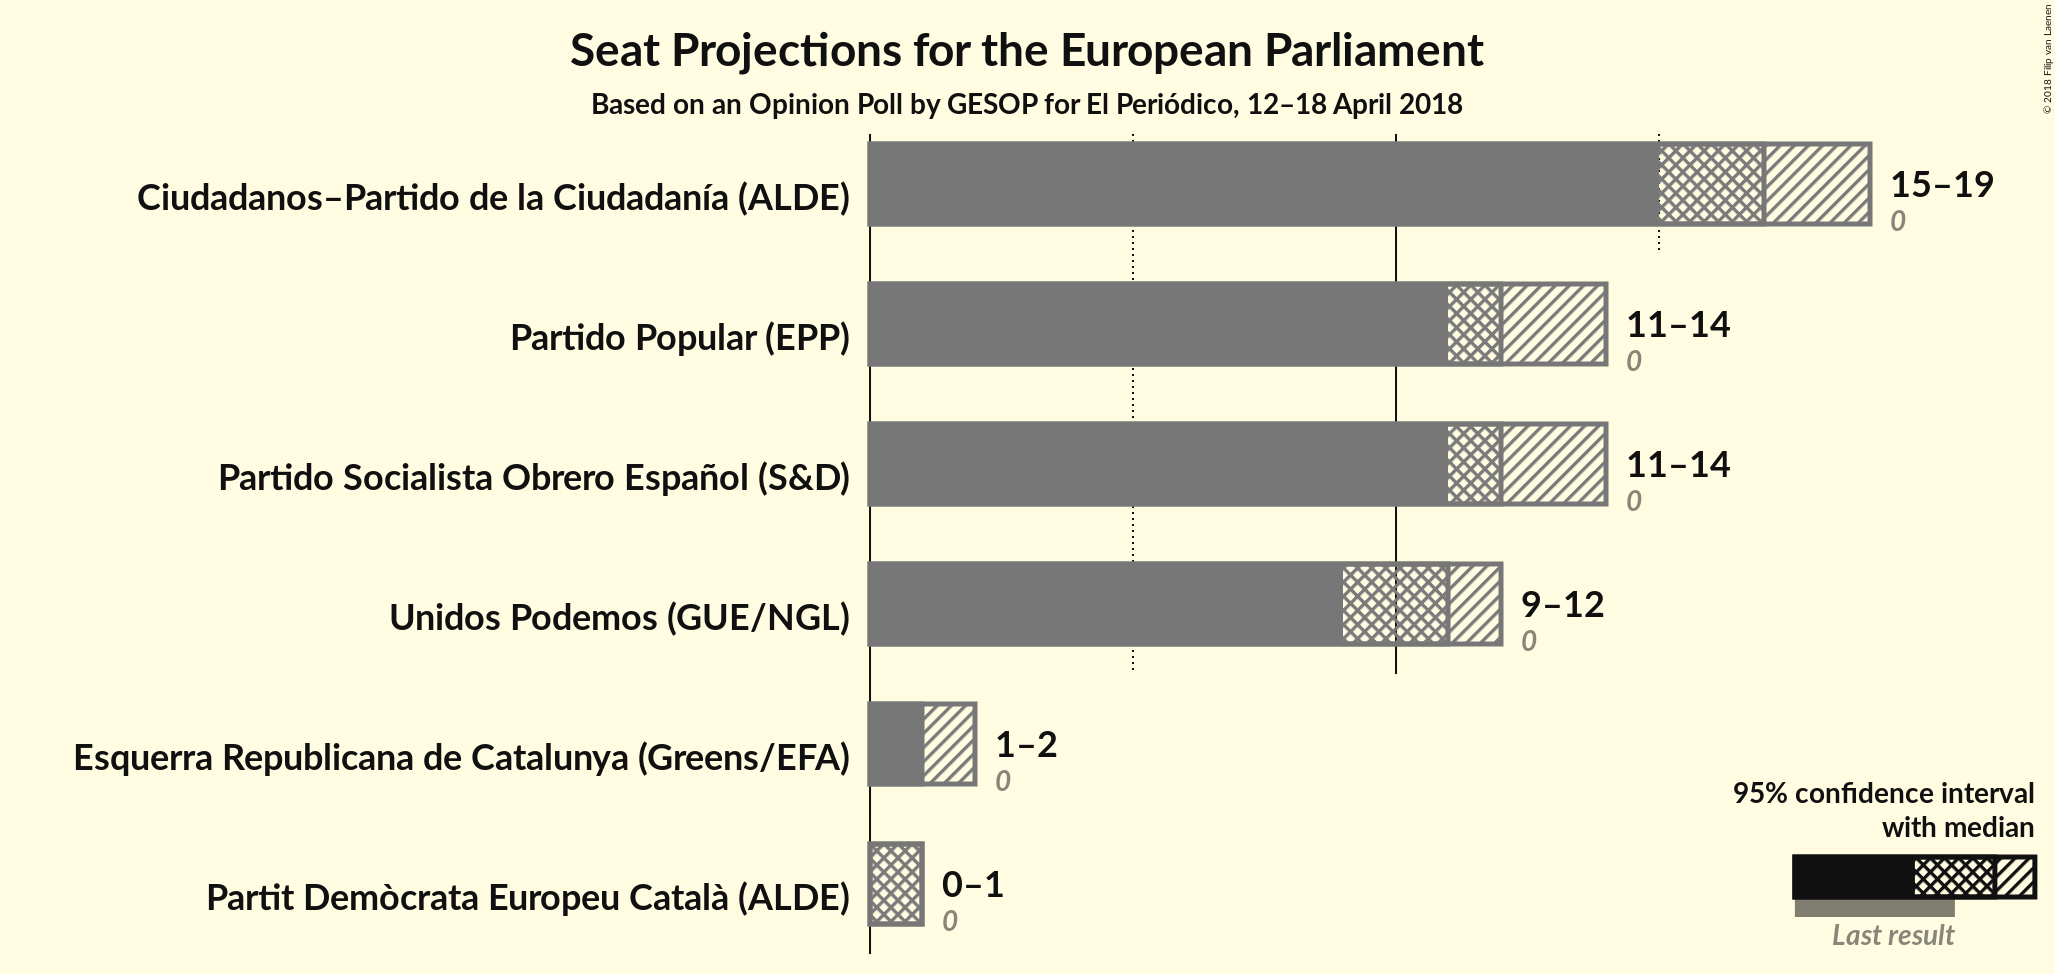 Seat Projections for the European Parliament
Based on an Opinion Poll by GESOP for El Periódico, 12–18 April 2018
© 2018 Filip van Laenen
Ciudadanos–Partido de la Ciudadanía (ALDE)
15–19
0
Partido Popular (EPP)
11–14
0
Partido Socialista Obrero Español (S&D)
11–14
0
Unidos Podemos (GUE/NGL)
9–12
0
Esquerra Republicana de Catalunya (Greens/EFA)
1–2
0
Partit Demòcrata Europeu Català (ALDE)
0–1
0
95% confidence interval
with median
Last result